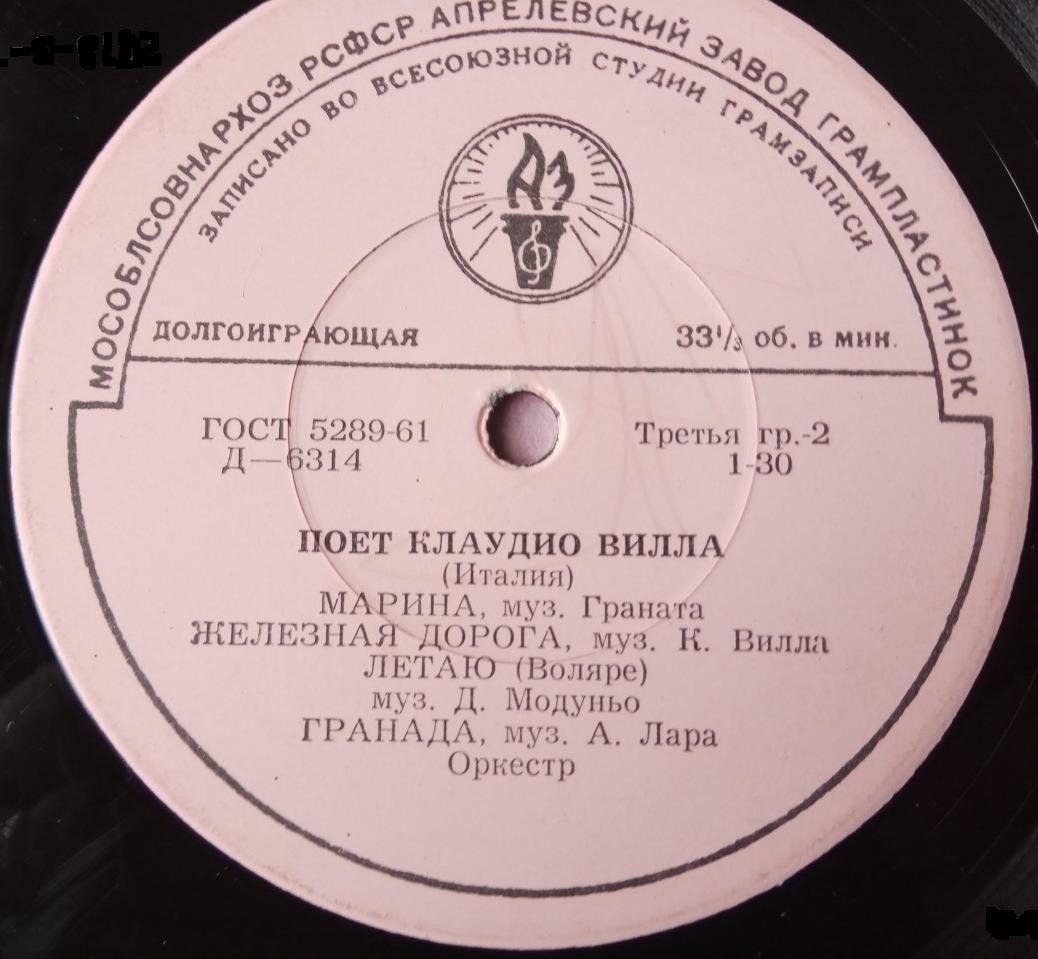 МОСОБЛСОВНАРХОЗ РСФСР АПРЕЛЕВСКИЙ ЗАВОД ГРАМПЛАСТИНОК
ЗАПИСАНО ВО ВСЕСОЮЗНОЙ СТУДИИ ГРАМЗАПИСИ
АЗ
ДОЛГОИГРАЮЩАЯ 33⅓ об. в мин.
ГОСТ 5289-61 Третья гр.-2
Д—6314 1-30
ПОЕТ КЛАУДИО ВИЛЛА
(Италия)
МАРИНА, муз. Граната
ЖЕЛЕЗНАЯ ДОРОГА, муз. К. Вилла
ЛЕТАЮ (Воляре)
муз. Д. Модуньо
ГРАНАДА, муз. А. Лара
Оркестр